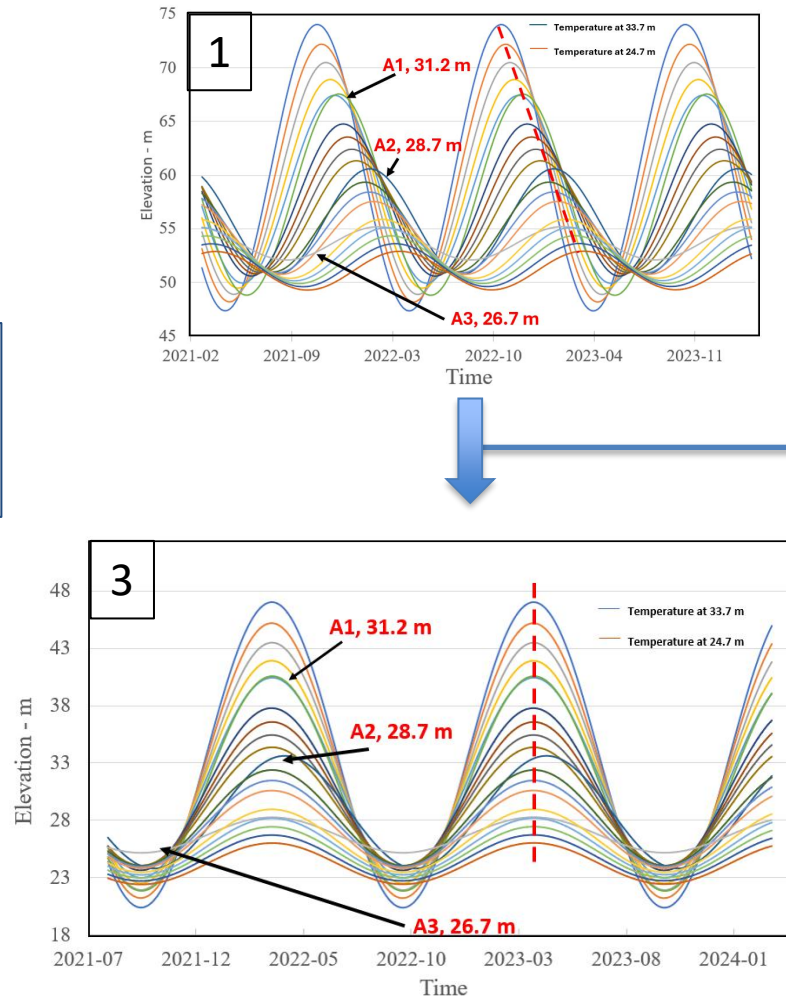 75
1
Temperature at 33.7 m
Temperature at 24.7 m
70
A1, 31.2 m
65
A2, 28.7 m
60
Elevation - m
55
50
A3, 26.7 m
45
2021-02 2021-09 2022-03 2022-10 2023-04 2023-11
Time
3
48
Temperature at 33.7 m
A1, 31.2 m
Temperature at 24.7 m
43
38
A2, 28.7 m
33
Elevation - m
28
23
A3, 26.7 m
18
2021-07 2021-12 2022-05 2022-10 2023-03 2023-08 2024-01
Time